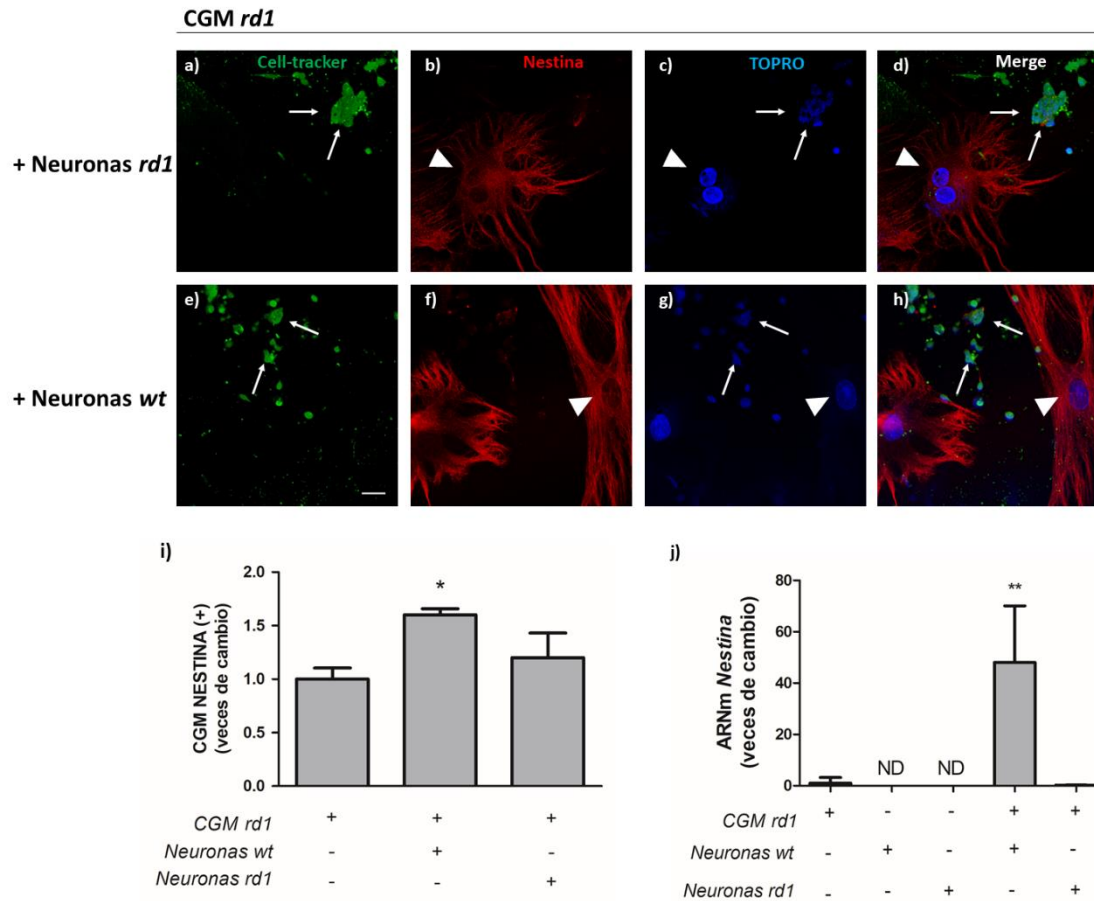 CGM rd1
a) Cell-tracker
b) Nestina
c) TOPRO
d) Merge
+ Neuronas rd1
e)
f)
g)
h)
+ Neuronas wt
i)
CGM NESTINA (+)
(veces de cambio)
2.0
1.5
1.0
0.5
0.0
*
CGM rd1 + + +
Neuronas wt - + -
Neuronas rd1 - - +
j)
ARNm Nestina
(veces de cambio)
80
60
40
20
0
ND ND **
CGM rd1 + - - + +
Neuronas wt - + - + -
Neuronas rd1 - - + - +